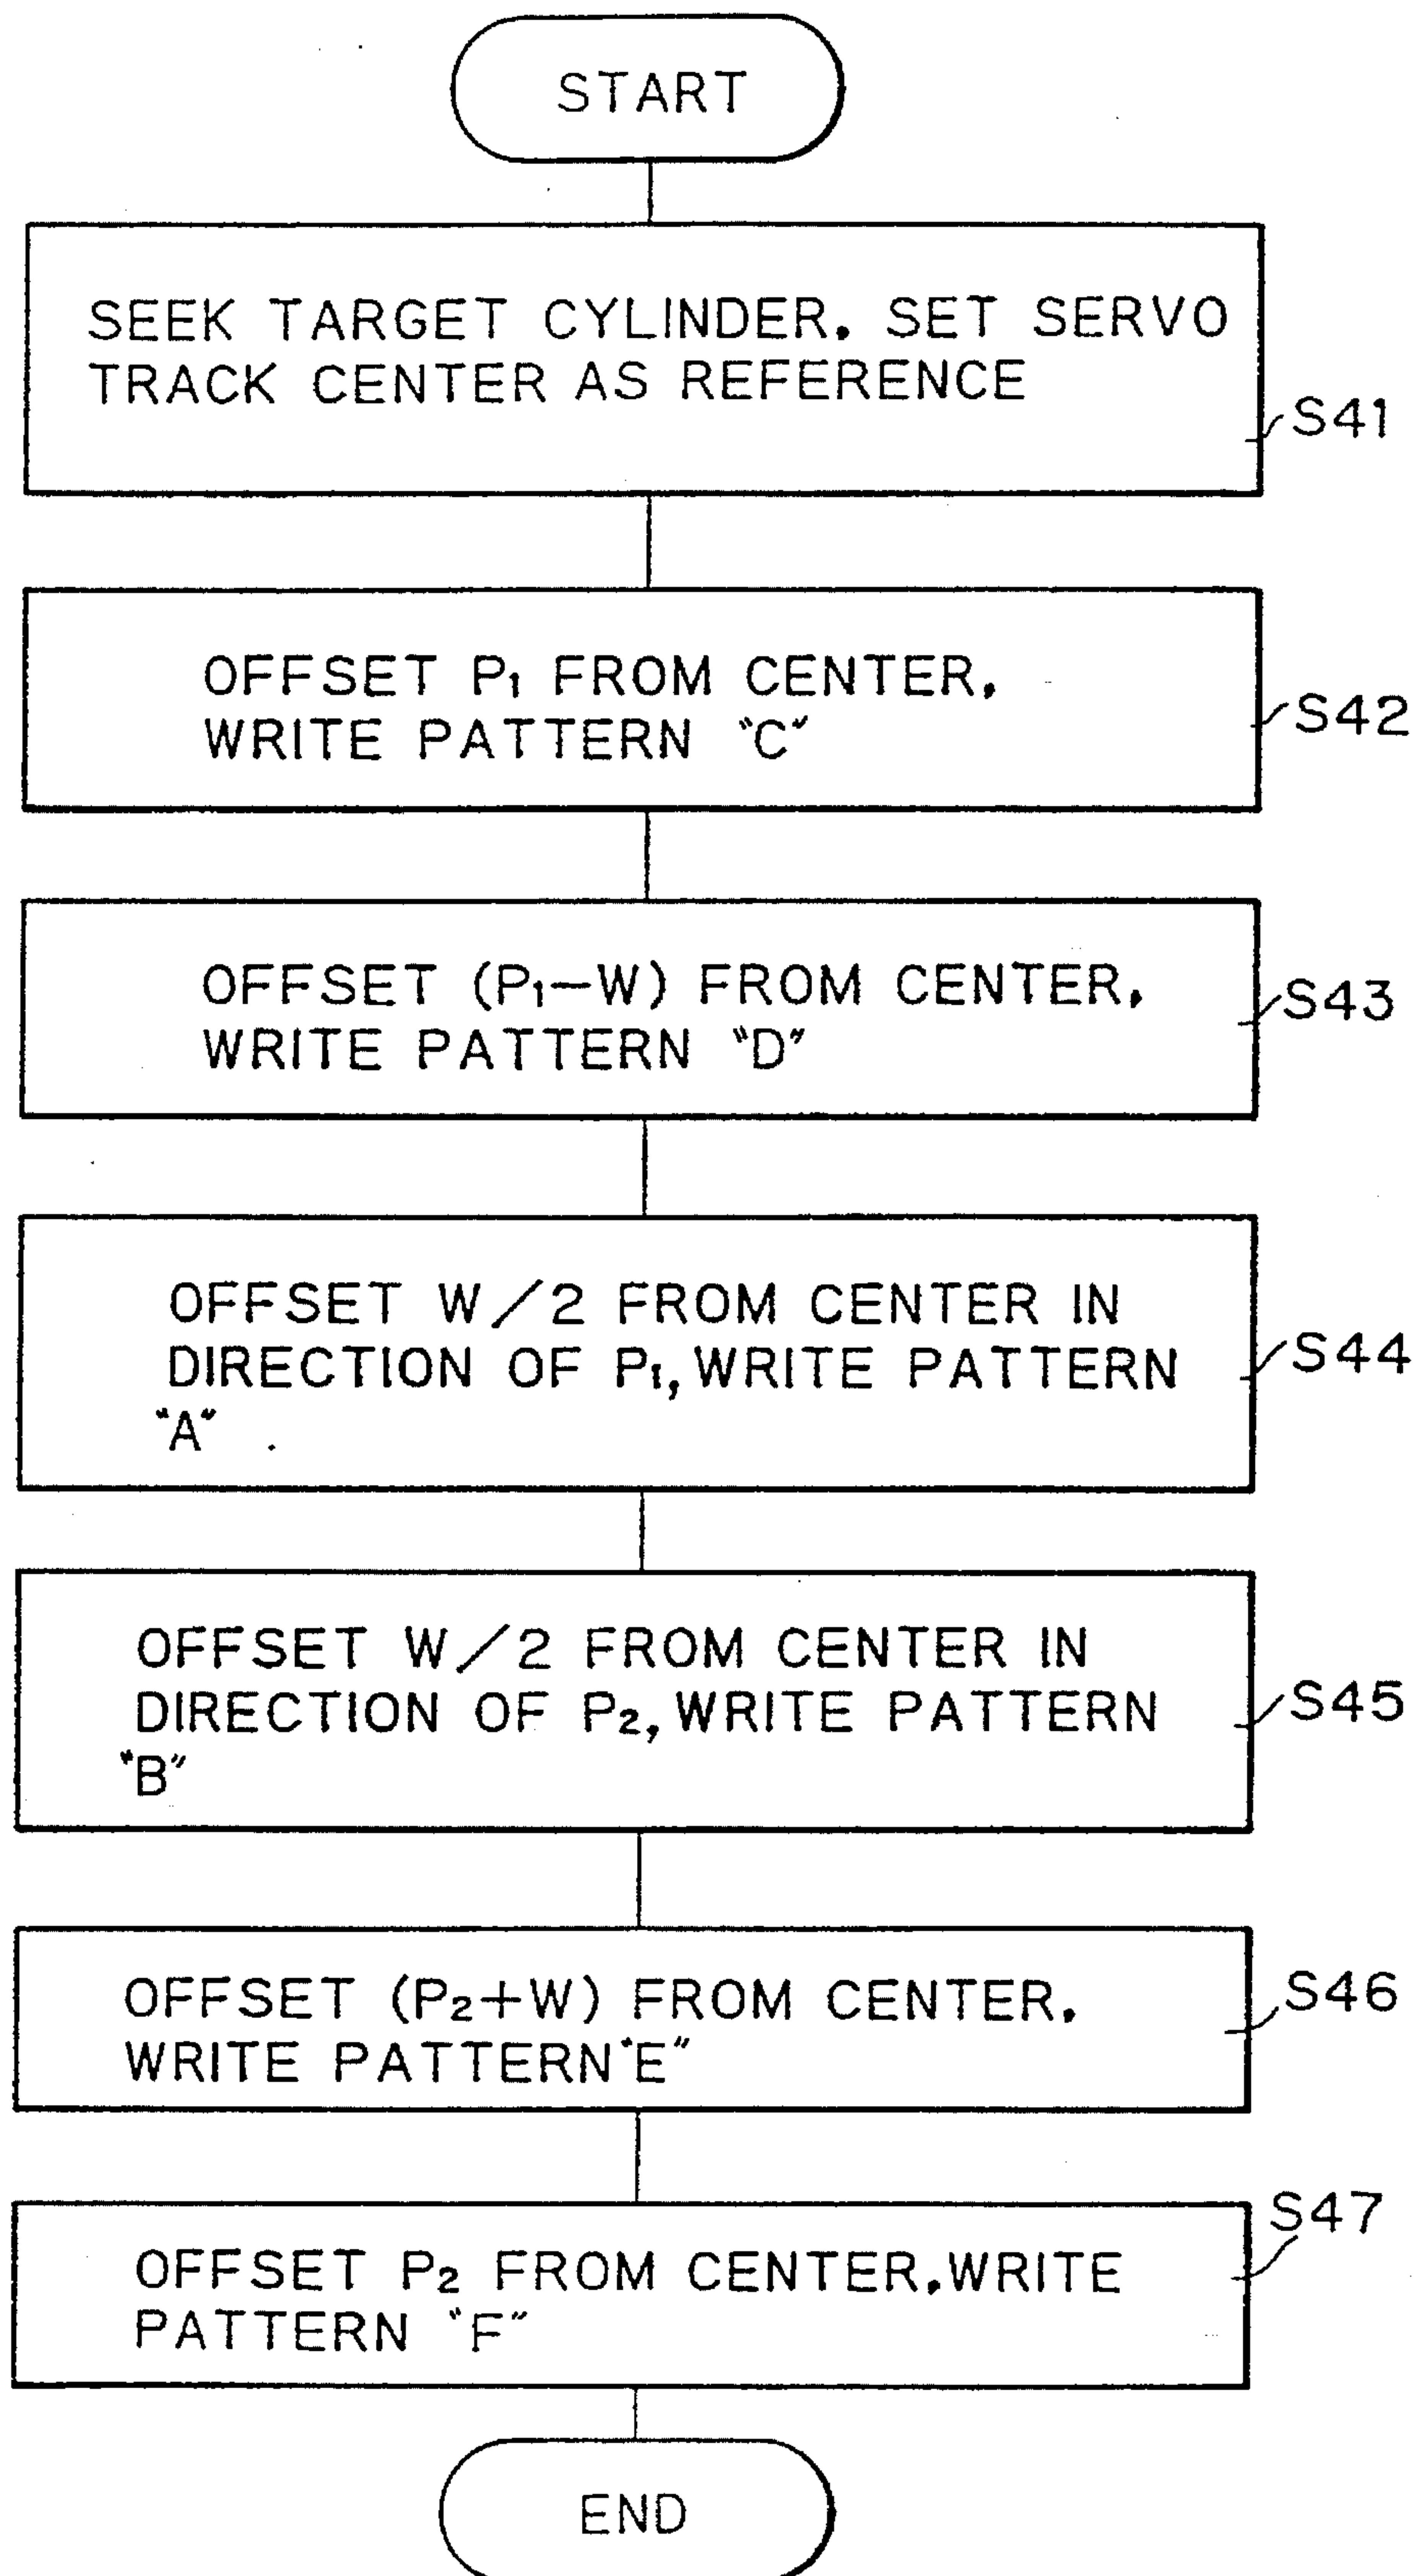 START
SEEK TARGET CYLINDER. SET SERVO
TRACK CENTER AS REFERENCE
S41
OFFSET P₁ FROM CENTER.
WRITE PATTERN "C"
S42
OFFSET (P₁−W) FROM CENTER.
WRITE PATTERN "D"
S43
OFFSET W/2 FROM CENTER IN
DIRECTION OF P₁, WRITE PATTERN
"A"
S44
OFFSET W/2 FROM CENTER IN
DIRECTION OF P₂, WRITE PATTERN
"B"
S45
OFFSET (P₂+W) FROM CENTER.
WRITE PATTERN "E"
S46
OFFSET P₂ FROM CENTER. WRITE
PATTERN "F"
S47
END